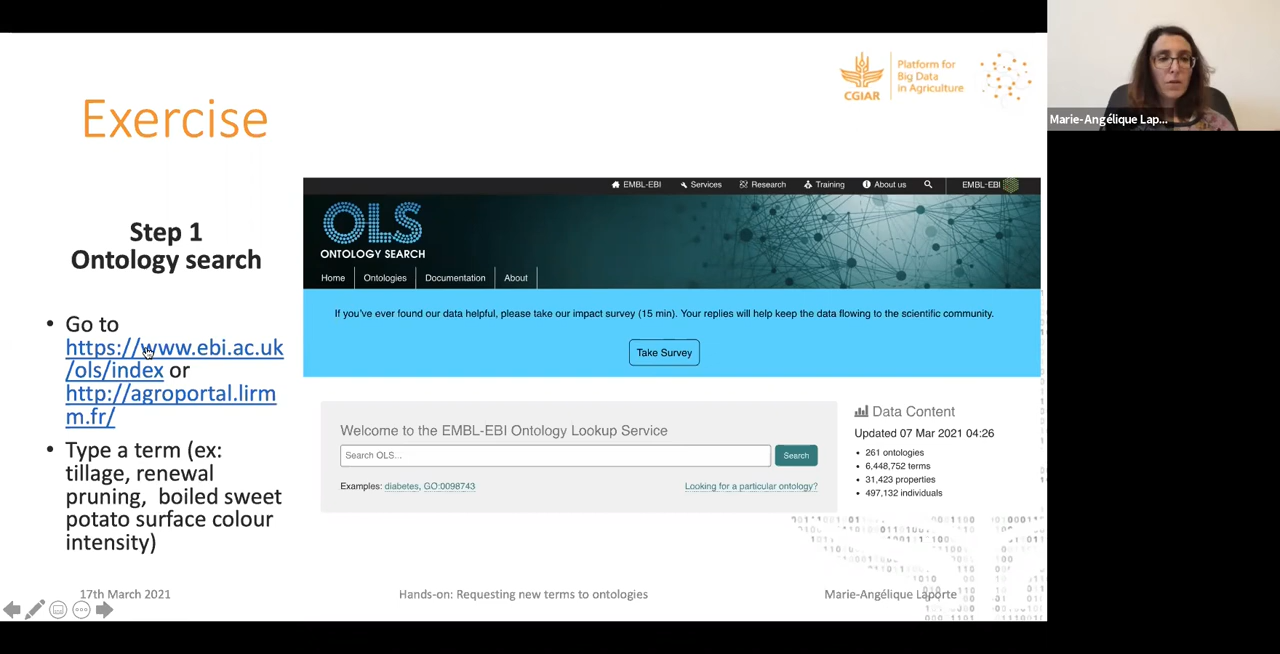 Exercise
CGIAR
Platform for
Big Data
in Agriculture
Marie-Angélique Lap...
Step 1
Ontology search
• Go to
https://www.ebi.ac.uk
/ols/index or
http://agroportal.lirm
m.fr/
• Type a term (ex:
tillage, renewal
pruning, boiled sweet
potato surface colour
intensity)
EMBL-EBI Services Research Training About us EMBL-EBI
OLS
ONTOLOGY SEARCH
Home Ontologies Documentation About
If you've ever found our data helpful, please take our impact survey (15 min). Your replies will help keep the data flowing to the scientific community.
Take Survey
Welcome to the EMBL-EBI Ontology Lookup Service
Search OLS...
Search
Examples: diabetes, GO:0098743
Looking for a particular ontology?
Data Content
Updated 07 Mar 2021 04:26
• 261 ontologies
• 6,448,752 terms
• 31,423 properties
• 497,132 individuals
17th March 2021
Hands-on: Requesting new terms to ontologies
Marie-Angélique Laporte